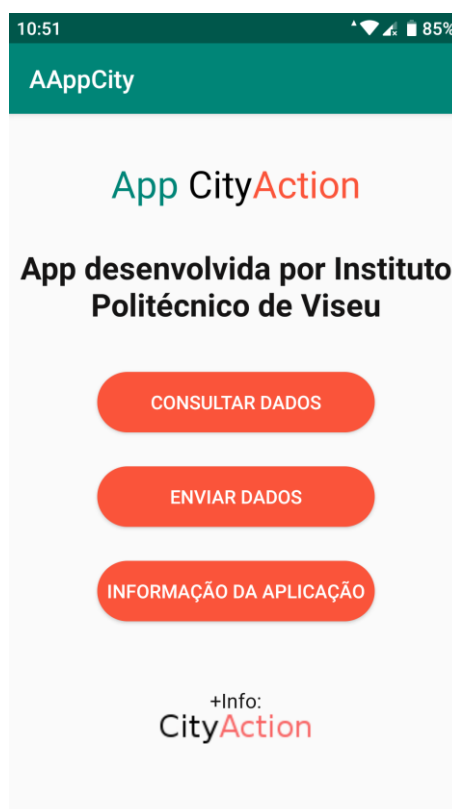 10:51
85%
AAppCity
App CityAction
App desenvolvida por Instituto
Politécnico de Viseu
CONSULTAR DADOS
ENVIAR DADOS
INFORMAÇÃO DA APLICAÇÃO
+Info:
CityAction